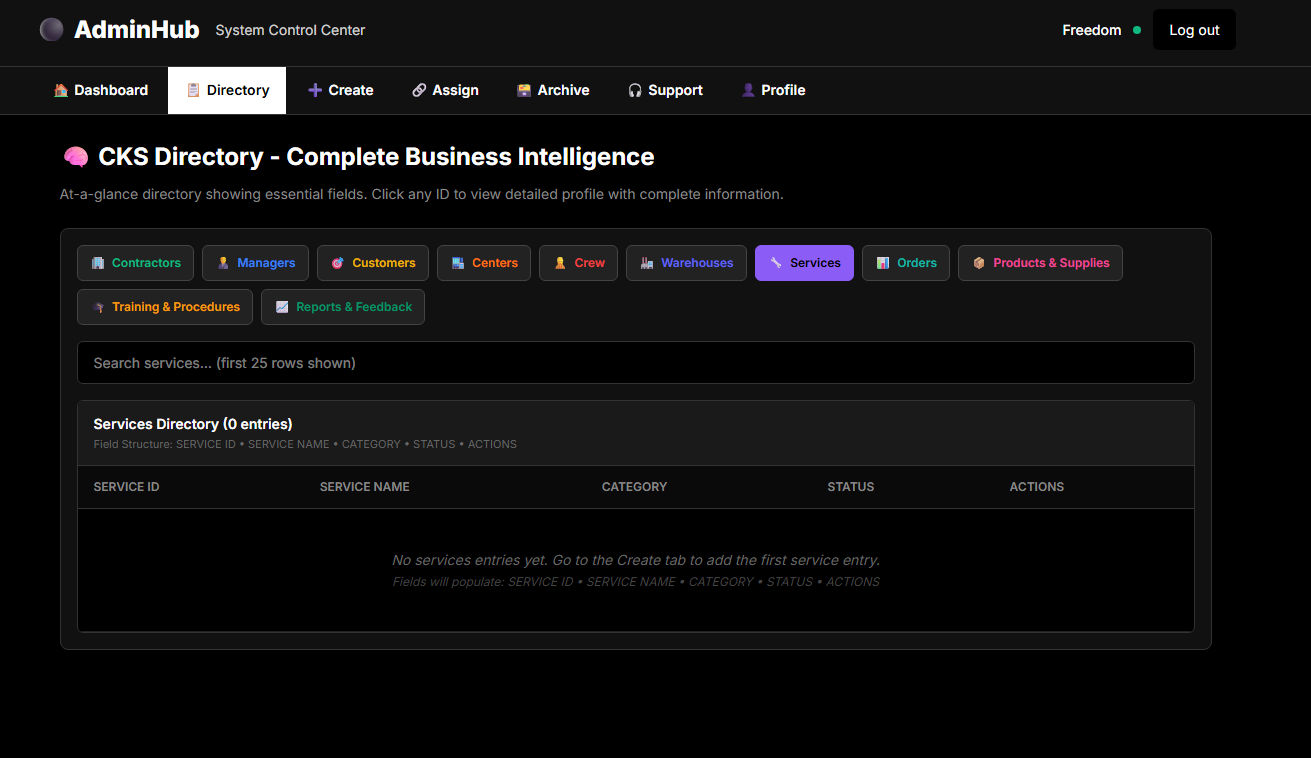 AdminHub System Control Center Freedom Log out
Dashboard Directory Create Assign Archive Support Profile
CKS Directory - Complete Business Intelligence
At-a-glance directory showing essential fields. Click any ID to view detailed profile with complete information.
Contractors Managers Customers Centers Crew Warehouses Services Orders Products & Supplies
Training & Procedures Reports & Feedback
Search services... (first 25 rows shown)
Services Directory (0 entries)
Field Structure: SERVICE ID • SERVICE NAME • CATEGORY • STATUS • ACTIONS
SERVICE ID SERVICE NAME CATEGORY STATUS ACTIONS
No services entries yet. Go to the Create tab to add the first service entry.
Fields will populate: SERVICE ID • SERVICE NAME • CATEGORY • STATUS • ACTIONS